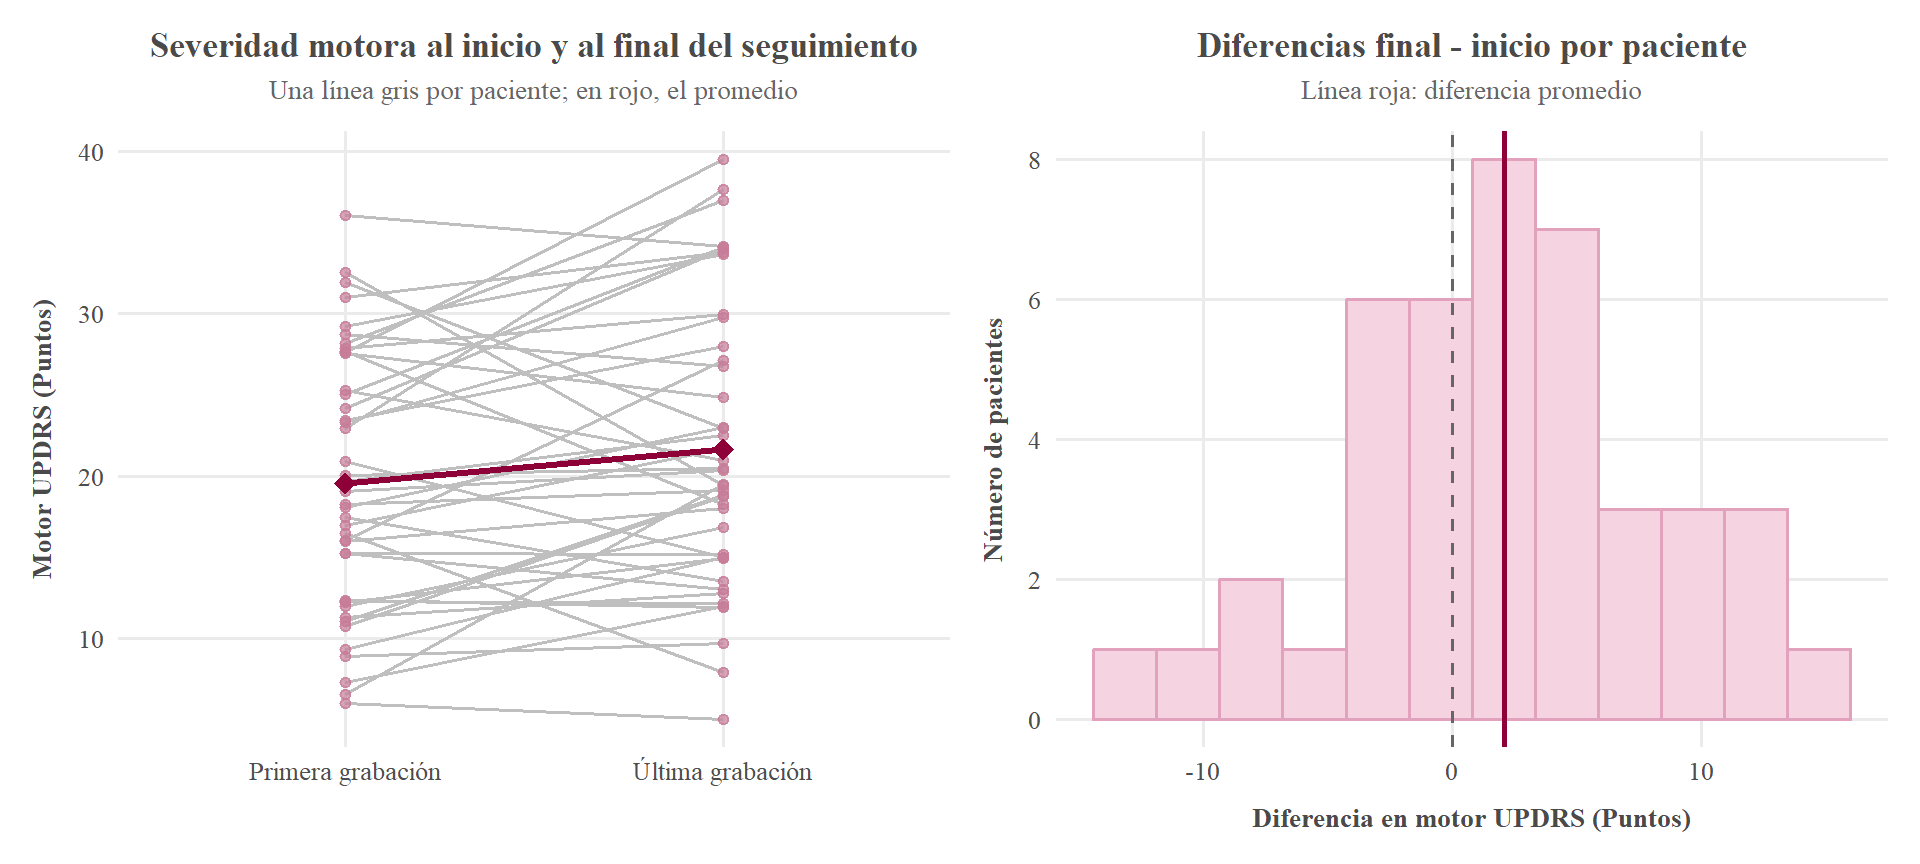 Severidad motora al inicio y al final del seguimiento
Una línea gris por paciente; en rojo, el promedio
Motor UPDRS (Puntos)
40
30
20
10
Primera grabación
Última grabación
Diferencias final - inicio por paciente
Línea roja: diferencia promedio
Número de pacientes
8
6
4
2
0
-10
0
10
Diferencia en motor UPDRS (Puntos)